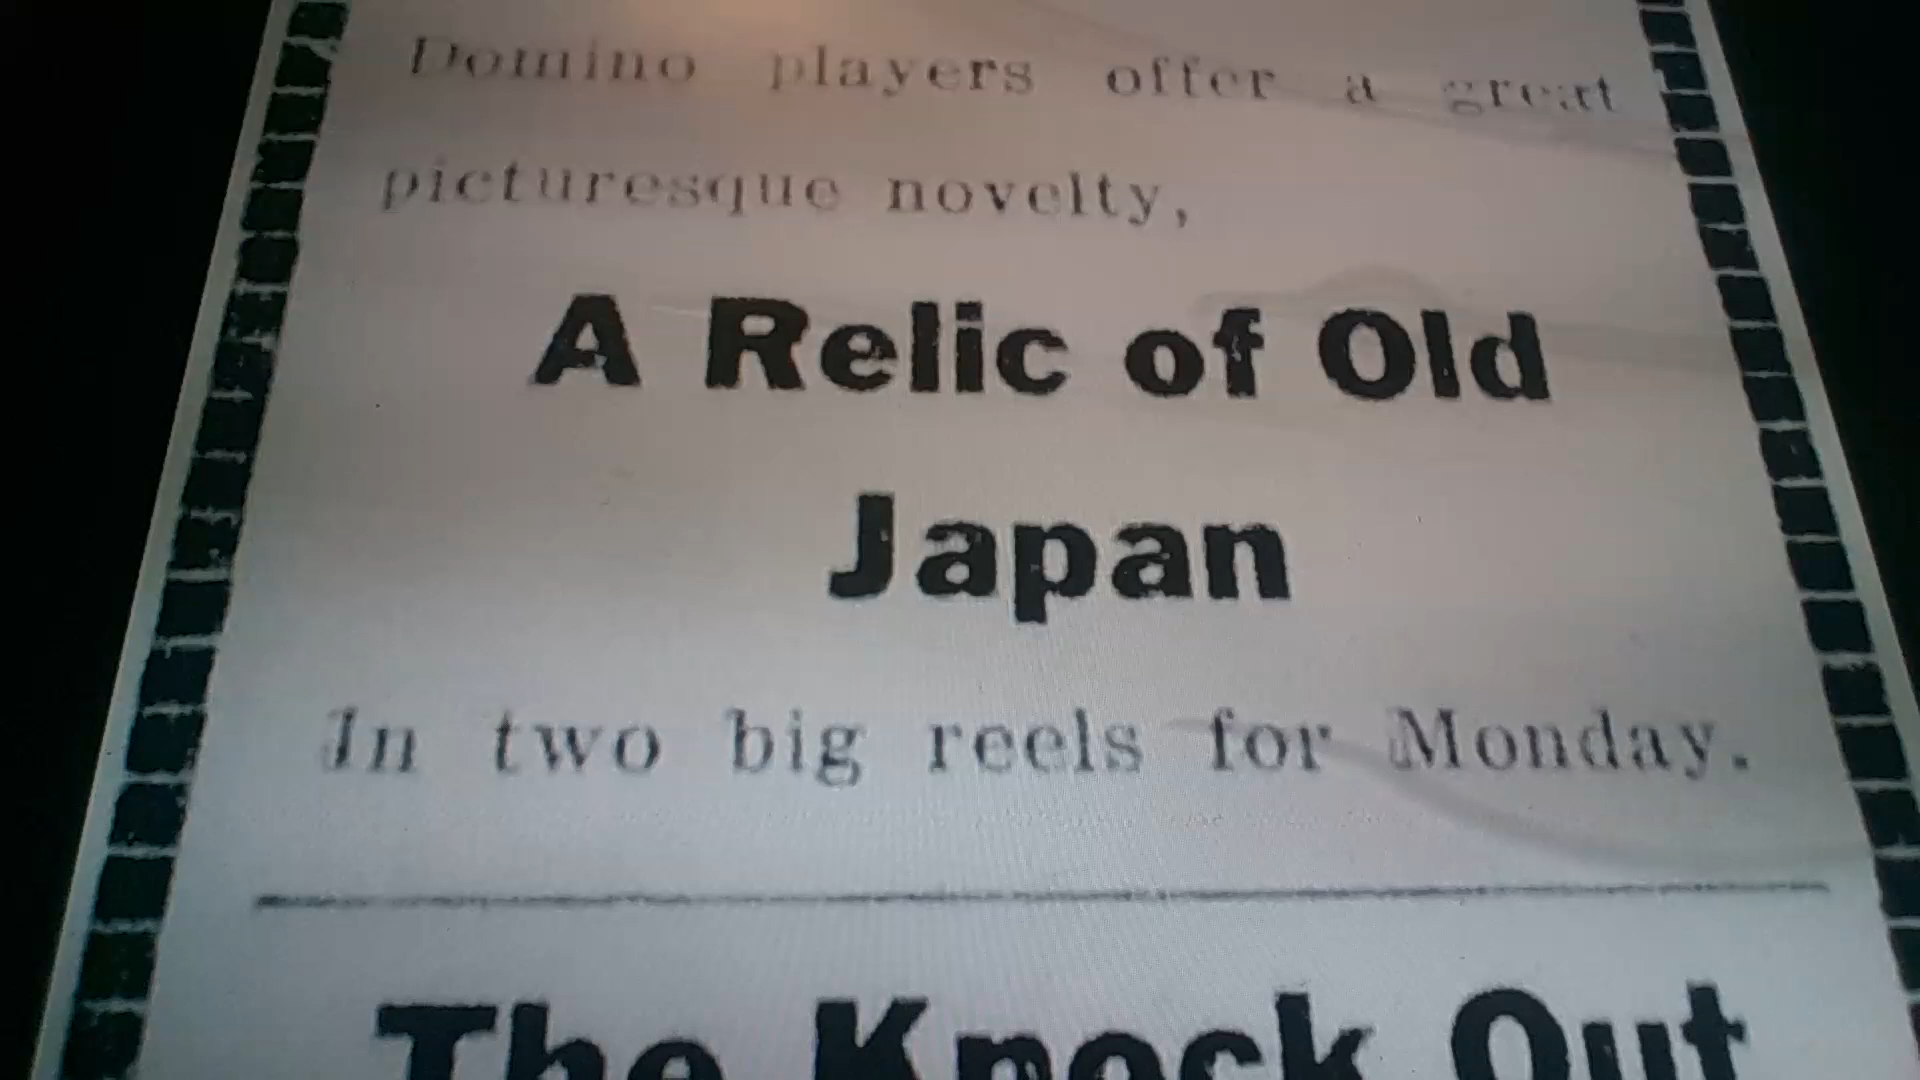 Domino players offer a great
picturesque novelty,
A Relic of Old
Japan
In two big reels for Monday.
The Knock Out